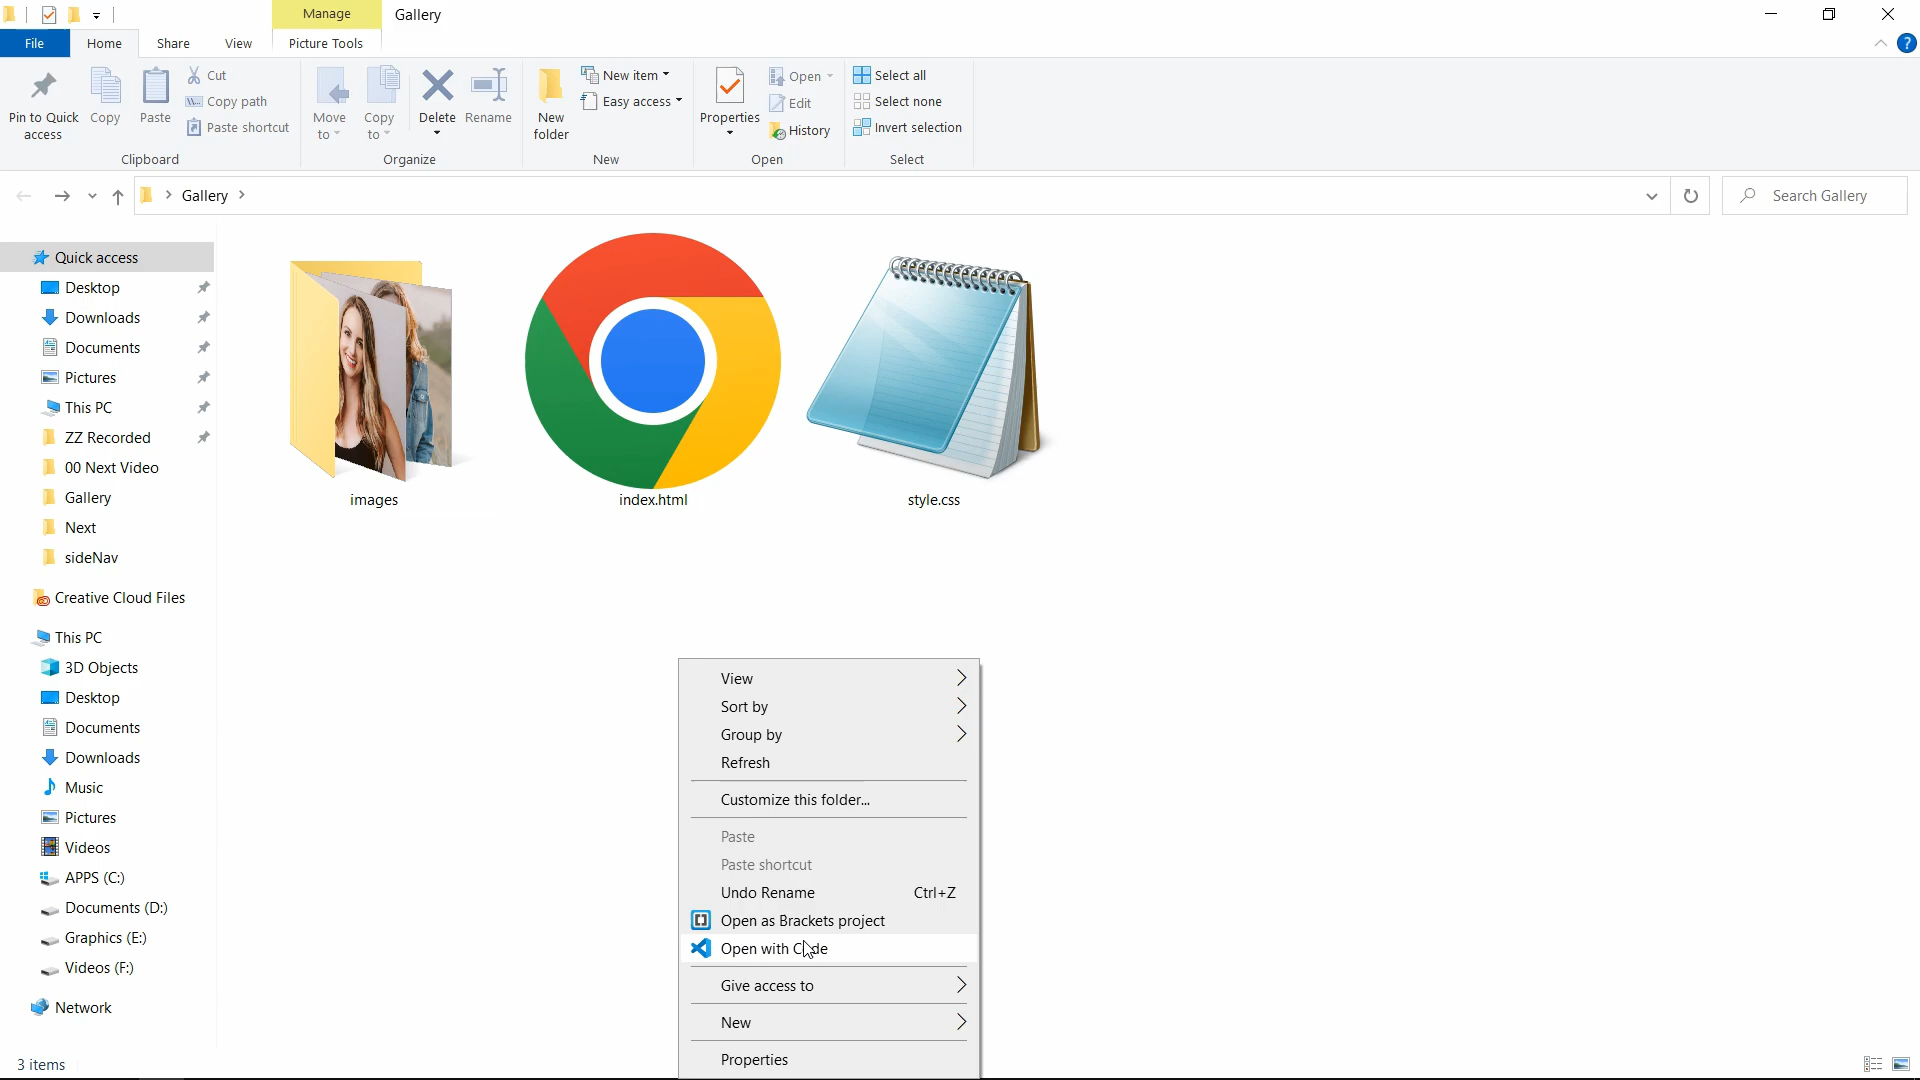 Manage
Gallery
File
Home
Share
View
Picture Tools
Pin to Quick access
Copy
Paste
Cut
Copy path
Paste shortcut
Clipboard
Move to
Copy to
Delete
Rename
Organize
New folder
New item
Easy access
New
Properties
Open
Edit
History
Open
Select all
Select none
Invert selection
Select
Gallery
Search Gallery
Quick access
Desktop
Downloads
Documents
Pictures
This PC
ZZ Recorded
00 Next Video
Gallery
Next
sideNav
Creative Cloud Files
This PC
3D Objects
Desktop
Documents
Downloads
Music
Pictures
Videos
APPS (C:)
Documents (D:)
Graphics (E:)
Videos (F:)
Network
images
index.html
style.css
View
Sort by
Group by
Refresh
Customize this folder...
Paste
Paste shortcut
Undo Rename Ctrl+Z
Open as Brackets project
Open with Code
Give access to
New
Properties
3 items